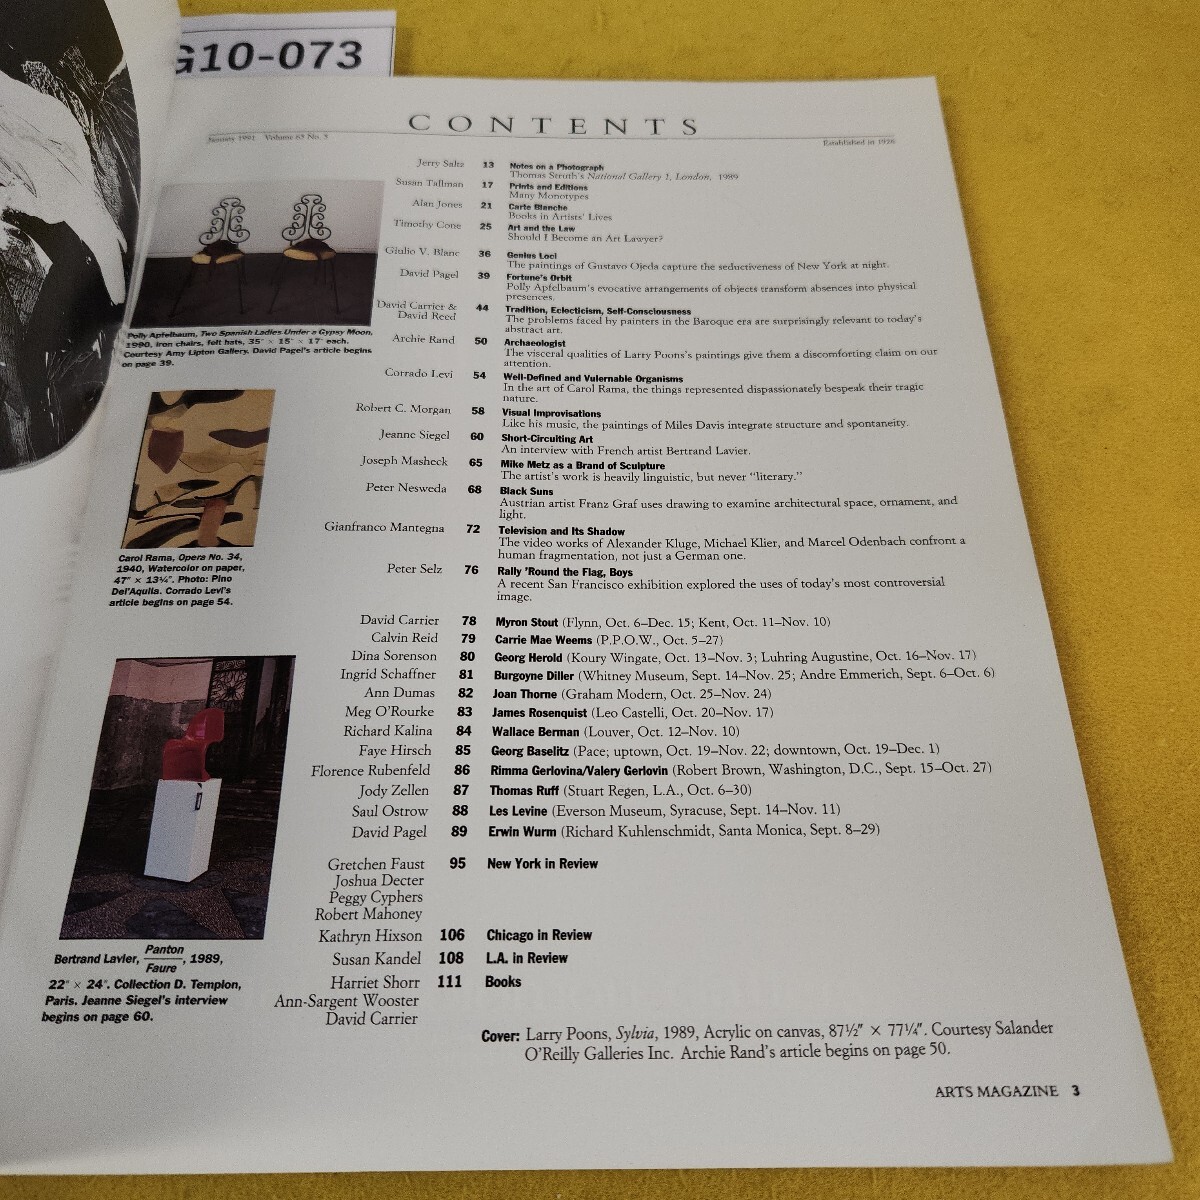 G10-073
CONTENTS
January 1991 Volume 65 No. 5
Established in 1926
Jerry Saltz 13 Notes on a Photograph
Thomas Struth's National Gallery 1, London, 1989
Susan Tallman 17 Prints and Editions
Many Monotypes
Alan Jones 21 Carte Blanche
Books in Artists' Lives
Timothy Cone 25 Art and the Law
Should I Become an Art Lawyer?
Giulio V. Blanc 36 Genius Loci
The paintings of Gustavo Ojeda capture the seductiveness of New York at night.
David Pagel 39 Fortune's Orbit
Polly Apfelbaum's evocative arrangements of objects transform absences into physical
presences.
David Carrier & 44 Tradition, Eclecticism, Self-Consciousness
David Reed The problems faced by painters in the Baroque era are surprisingly relevant to today's
abstract art.
Archie Rand 50 Archaeologist
The visceral qualities of Larry Poons's paintings give them a discomforting claim on our
attention.
Corrado Levi 54 Well-Defined and Vulernable Organisms
In the art of Carol Rama, the things represented dispassionately bespeak their tragic
nature.
Robert C. Morgan 58 Visual Improvisations
Like his music, the paintings of Miles Davis integrate structure and spontaneity.
Jeanne Siegel 60 Short-Circuiting Art
An interview with French artist Bertrand Lavier.
Joseph Masheck 65 Mike Metz as a Brand of Sculpture
The artist's work is heavily linguistic, but never "literary."
Peter Nesweda 68 Black Suns
Austrian artist Franz Graf uses drawing to examine architectural space, ornament, and
light.
Gianfranco Mantegna 72 Television and Its Shadow
The video works of Alexander Kluge, Michael Klier, and Marcel Odenbach confront a
human fragmentation, not just a German one.
Peter Selz 76 Rally 'Round the Flag, Boys
A recent San Francisco exhibition explored the uses of today's most controversial
image.
David Carrier 78 Myron Stout (Flynn, Oct. 6–Dec. 15; Kent, Oct. 11–Nov. 10)
Calvin Reid 79 Carrie Mae Weems (P.P.O.W., Oct. 5–27)
Dina Sorenson 80 Georg Herold (Koury Wingate, Oct. 13–Nov. 3; Luhring Augustine, Oct. 16–Nov. 17)
Ingrid Schaffner 81 Burgoyne Diller (Whitney Museum, Sept. 14–Nov. 25; Andre Emmerich, Sept. 6–Oct. 6)
Ann Dumas 82 Joan Thorne (Graham Modern, Oct. 25–Nov. 24)
Meg O'Rourke 83 James Rosenquist (Leo Castelli, Oct. 20–Nov. 17)
Richard Kalina 84 Wallace Berman (Louver, Oct. 12–Nov. 10)
Faye Hirsch 85 Georg Baselitz (Pace; uptown, Oct. 19–Nov. 22; downtown, Oct. 19–Dec. 1)
Florence Rubenfeld 86 Rimma Gerlovina/Valery Gerlovin (Robert Brown, Washington, D.C., Sept. 15–Oct. 27)
Jody Zellen 87 Thomas Ruff (Stuart Regen, L.A., Oct. 6–30)
Saul Ostrow 88 Les Levine (Everson Museum, Syracuse, Sept. 14–Nov. 11)
David Pagel 89 Erwin Wurm (Richard Kuhlenschmidt, Santa Monica, Sept. 8–29)
Gretchen Faust 95 New York in Review
Joshua Decter
Peggy Cyphers
Robert Mahoney
Kathryn Hixson 106 Chicago in Review
Susan Kandel 108 L.A. in Review
Harriet Shorr 111 Books
Ann-Sargent Wooster
David Carrier
Cover: Larry Poons, Sylvia, 1989, Acrylic on canvas, 87½" × 77¼". Courtesy Salander
O'Reilly Galleries Inc. Archie Rand's article begins on page 50.
ARTS MAGAZINE 3
Polly Apfelbaum, Two Spanish Ladies Under a Gypsy Moon,
1990, iron chairs, felt hats, 35" × 15" × 17" each.
Courtesy Amy Lipton Gallery. David Pagel's article begins
on page 39.
Carol Rama, Opera No. 34,
1940, Watercolor on paper,
47" × 13¾". Photo: Pino
Del'Aquila. Corrado Levi's
article begins on page 54.
Bertrand Lavier, Panton
Faure, 1989,
22" × 24". Collection D. Templon,
Paris. Jeanne Siegel's interview
begins on page 60.